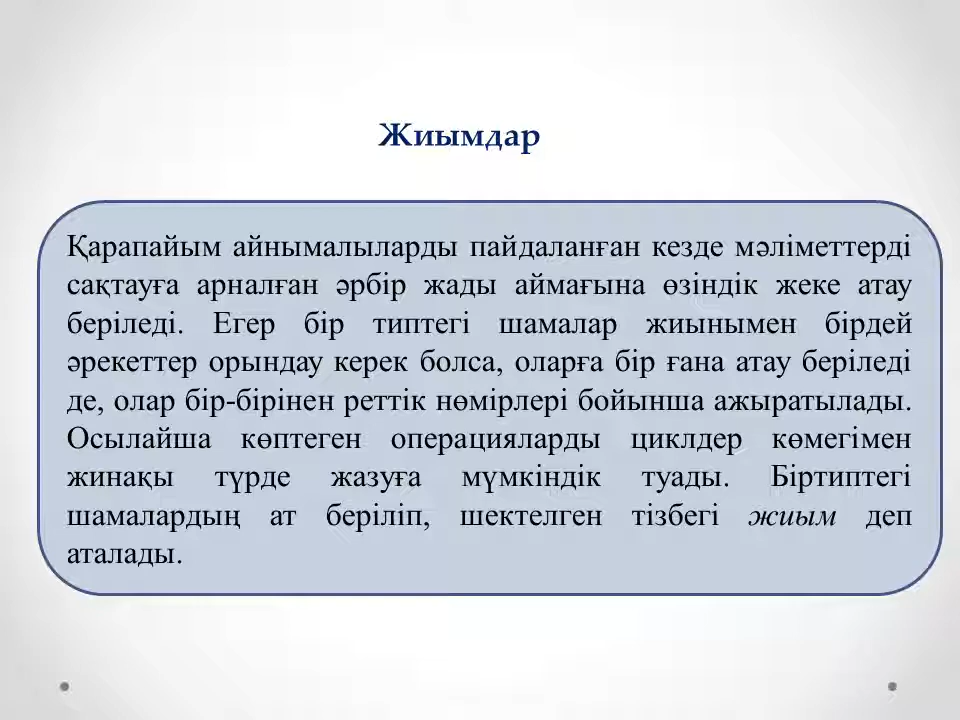 Жиымдар
Қарапайым айнымалыларды пайдаланған кезде мәліметтерді
сақтауға арналған әрбір жады аймағына өзіндік жеке атау
беріледі. Егер бір типтегі шамалар жиынымен бірдей
әрекеттер орындау керек болса, оларға бір ғана атау беріледі
де, олар бір-бірінен реттік нөмірлері бойынша ажыратылады.
Осылайша көптеген операцияларды циклдер көмегімен
жинақы түрде жазуға мүмкіндік туады. Біртиптегі
шамалардың ат беріліп, шектелген тізбегі жиым деп
аталады.